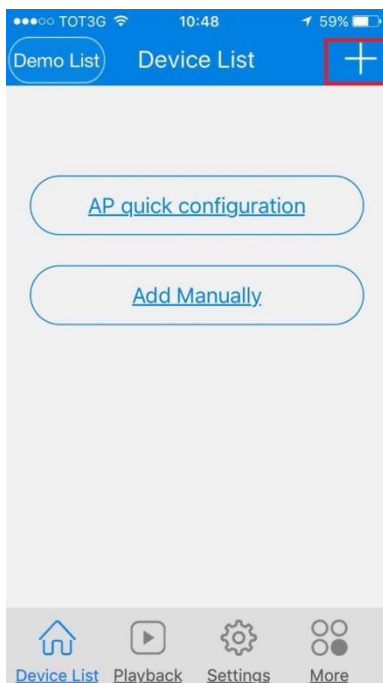 TOT3G 10:48 59%
Demo List Device List
AP quick configuration
Add Manually
Device List Playback Settings More